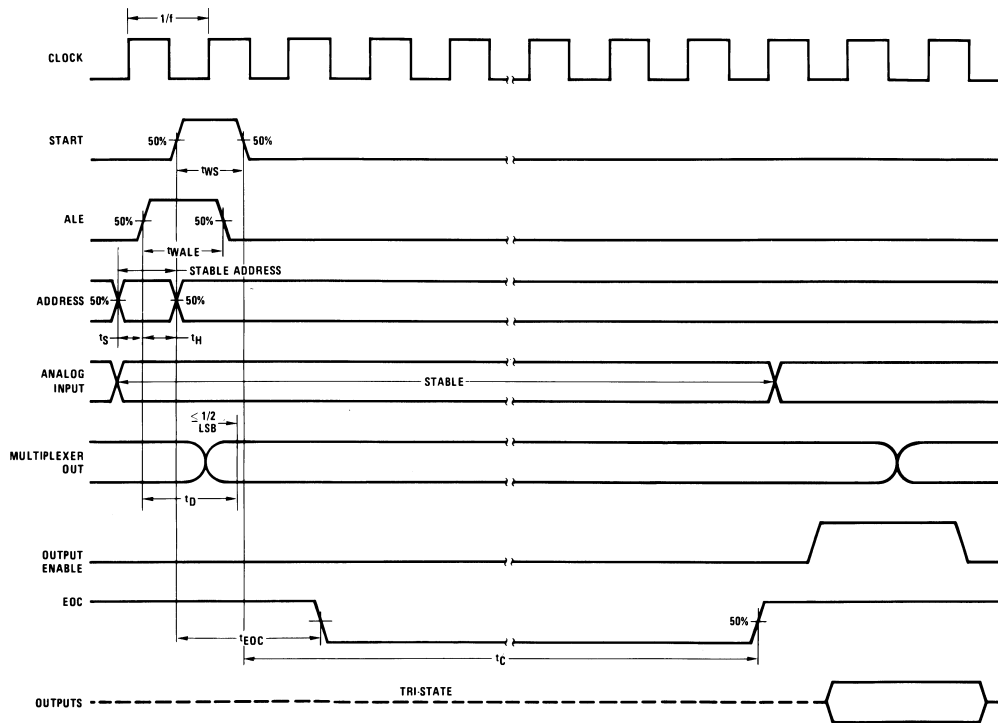 1/f
CLOCK
START
50%
50%
tWS
ALE
50%
50%
tWALE
STABLE ADDRESS
ADDRESS
50%
50%
tS
tH
ANALOG
INPUT
STABLE
≤ 1/2
LSB
MULTIPLEXER
OUT
tD
OUTPUT
ENABLE
EOC
50%
tEOC
tC
TRI-STATE
OUTPUTS